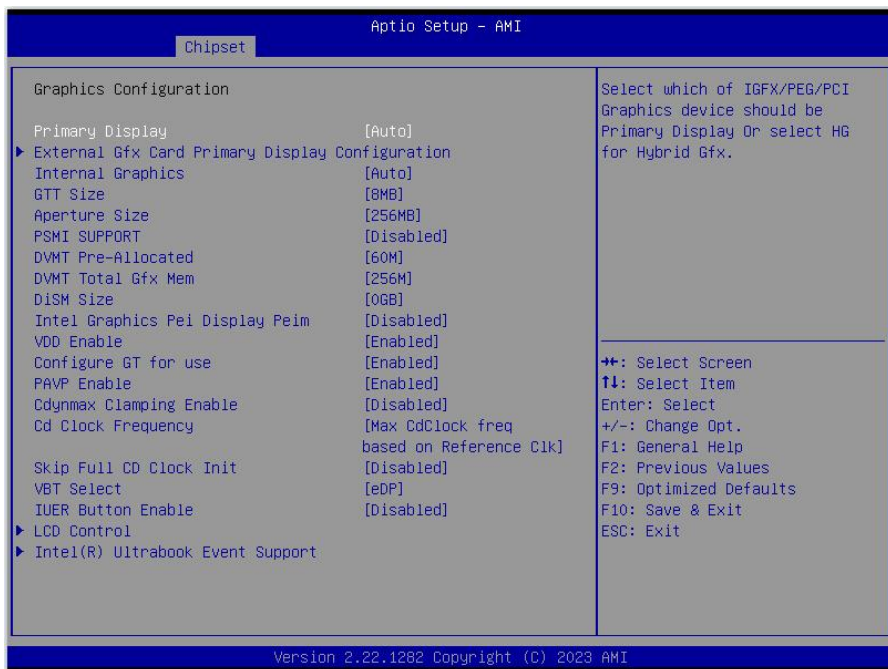 Aptio Setup – AMI
Chipset
Graphics Configuration
Primary Display [Auto]
External Gfx Card Primary Display Configuration
Internal Graphics [Auto]
GTT Size [8MB]
Aperture Size [256MB]
PSMI SUPPORT [Disabled]
DVMT Pre-Allocated [60M]
DVMT Total Gfx Mem [256M]
DiSM Size [0GB]
Intel Graphics Pei Display Peim [Disabled]
VDD Enable [Enabled]
Configure GT for use [Enabled]
PAVP Enable [Enabled]
Cdynmax Clamping Enable [Disabled]
Cd Clock Frequency [Max CdClock freq
based on Reference Clk]
Skip Full CD Clock Init [Disabled]
VBT Select [eDP]
IUER Button Enable [Disabled]
LCD Control
Intel(R) Ultrabook Event Support
Select which of IGFX/PEG/PCI
Graphics device should be
Primary Display Or select HG
for Hybrid Gfx.
→←: Select Screen
↑↓: Select Item
Enter: Select
+/-: Change Opt.
F1: General Help
F2: Previous Values
F9: Optimized Defaults
F10: Save & Exit
ESC: Exit
Version 2.22.1282 Copyright (C) 2023 AMI